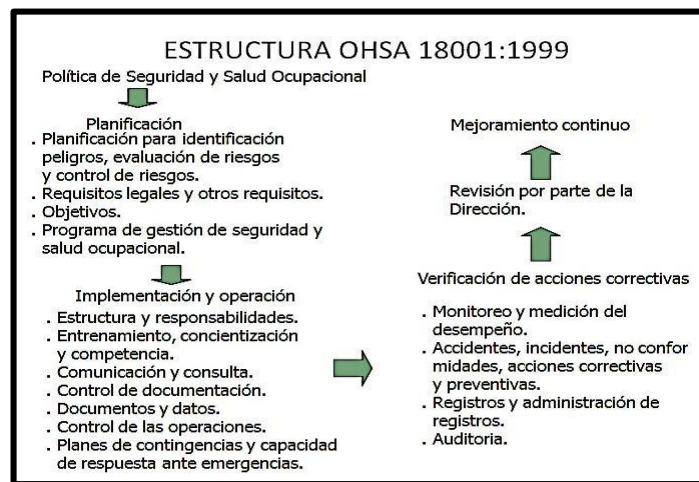 ESTRUCTURA OHSA 18001:1999
Política de Seguridad y Salud Ocupacional
Planificación
. Planificación para identificación
peligros, evaluación de riesgos
y control de riesgos.
. Requisitos legales y otros requisitos.
. Objetivos.
. Programa de gestión de seguridad y
salud ocupacional.
Implementación y operación
. Estructura y responsabilidades.
. Entrenamiento, concientización
y competencia.
. Comunicación y consulta.
. Control de documentación.
. Documentos y datos.
. Control de las operaciones.
. Planes de contingencias y capacidad
de respuesta ante emergencias.
Mejoramiento continuo
Revisión por parte de la
Dirección.
Verificación de acciones correctivas
. Monitoreo y medición del
desempeño.
. Accidentes, incidentes, no confor
midades, acciones correctivas
y preventivas.
. Registros y administración de
registros.
. Auditoria.